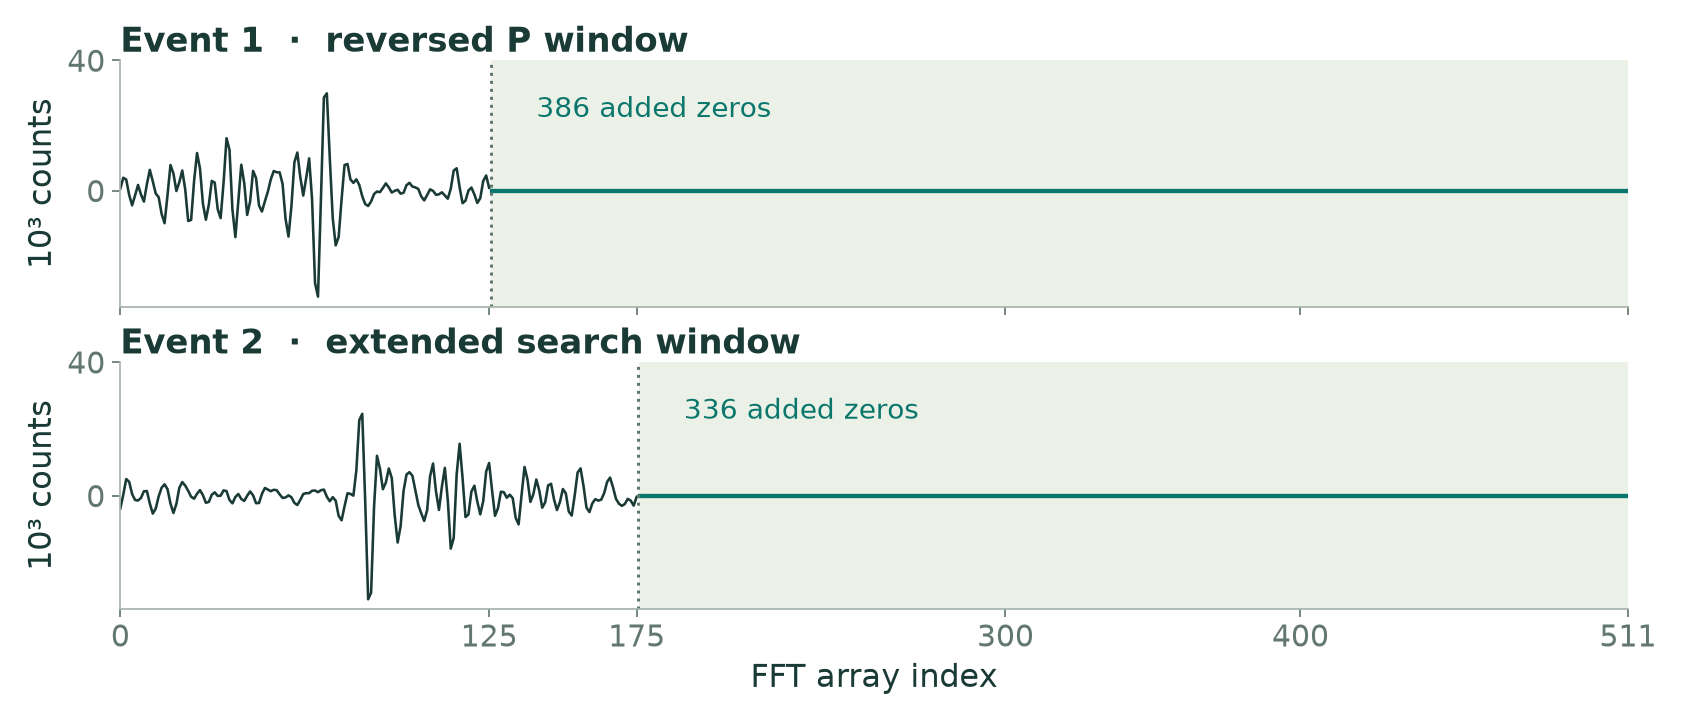 Event 1 · reversed P window
40
0
10³ counts
386 added zeros
Event 2 · extended search window
40
0
10³ counts
336 added zeros
0 125 175 300 400 511
FFT array index